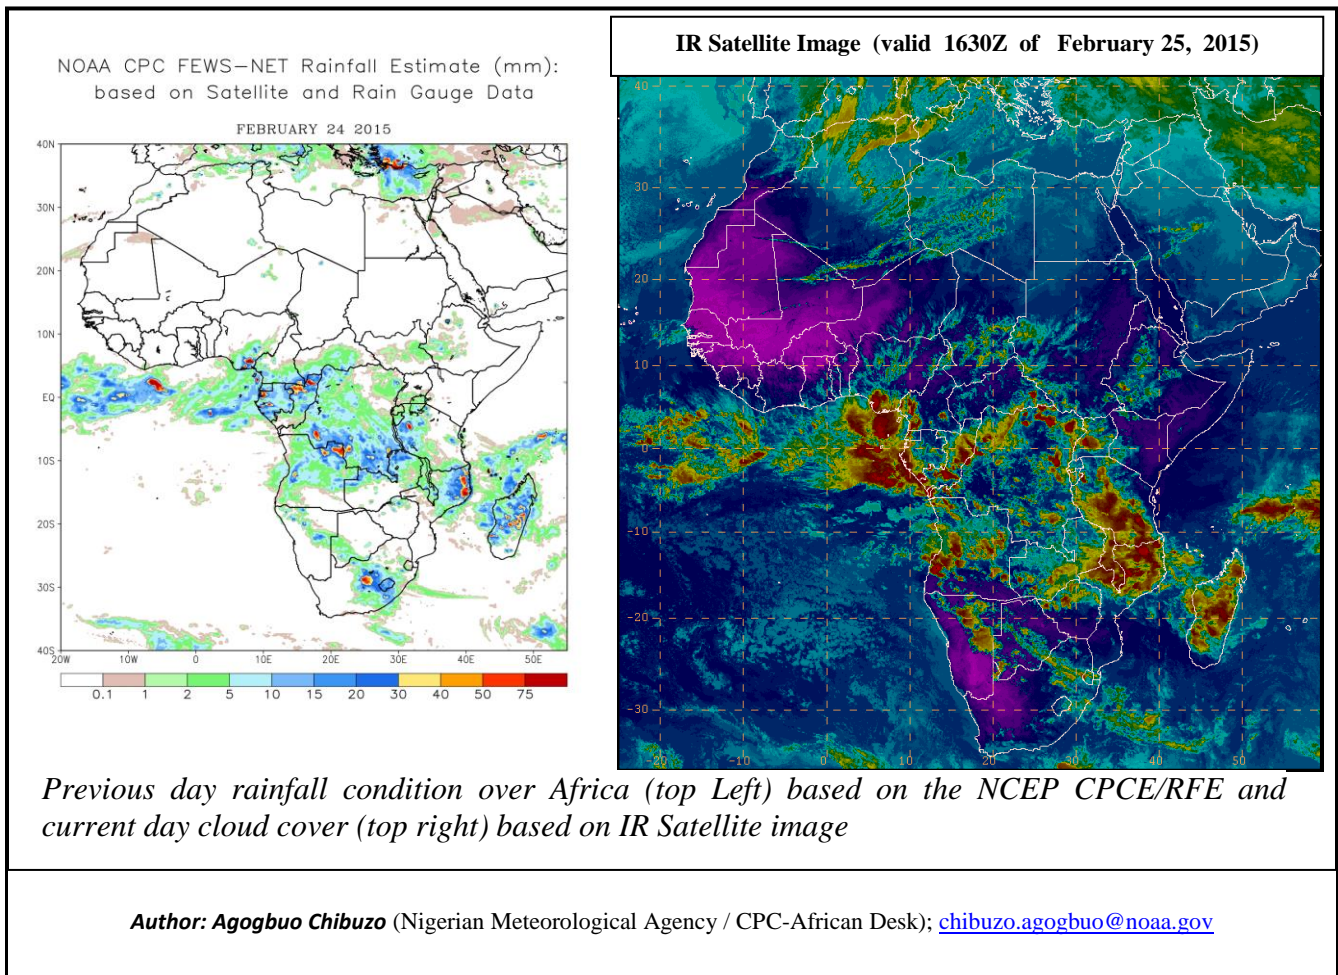 NOAA CPC FEWS-NET Rainfall Estimate (mm):
based on Satellite and Rain Gauge Data
FEBRUARY 24 2015
40N
30N
20N
10N
EQ
10S
20S
30S
40S
20W 10W 0 10E 20E 30E 40E 50E
0.1 1 2 5 10 15 20 30 40 50 75
IR Satellite Image (valid 1630Z of February 25, 2015)
40
30
20
10
0
-10
-20
-30
-20 -10 0 10 20 30 40 50
Previous day rainfall condition over Africa (top Left) based on the NCEP CPCE/RFE and
current day cloud cover (top right) based on IR Satellite image
Author: Agogbuo Chibuzo (Nigerian Meteorological Agency / CPC-African Desk); chibuzo.agogbuo@noaa.gov